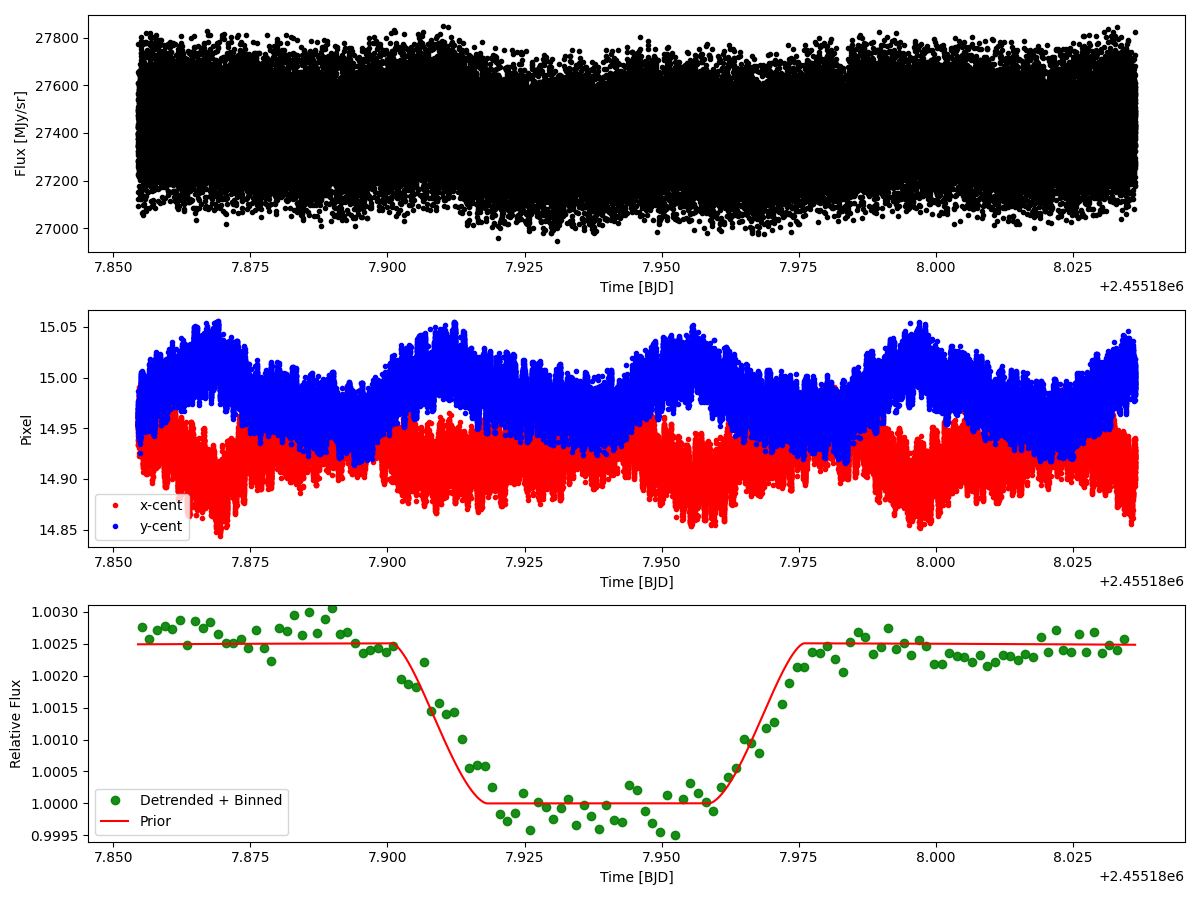 27800
27600
27400
27200
27000
Flux [MJy/sr]
7.850 7.875 7.900 7.925 7.950 7.975 8.000 8.025
Time [BJD]
+2.45518e6
15.05
15.00
14.95
14.90
14.85
Pixel
x-cent
y-cent
7.850 7.875 7.900 7.925 7.950 7.975 8.000 8.025
Time [BJD]
+2.45518e6
1.0030
1.0025
1.0020
1.0015
1.0010
1.0005
1.0000
0.9995
Relative Flux
Detrended + Binned
Prior
7.850 7.875 7.900 7.925 7.950 7.975 8.000 8.025
Time [BJD]
+2.45518e6